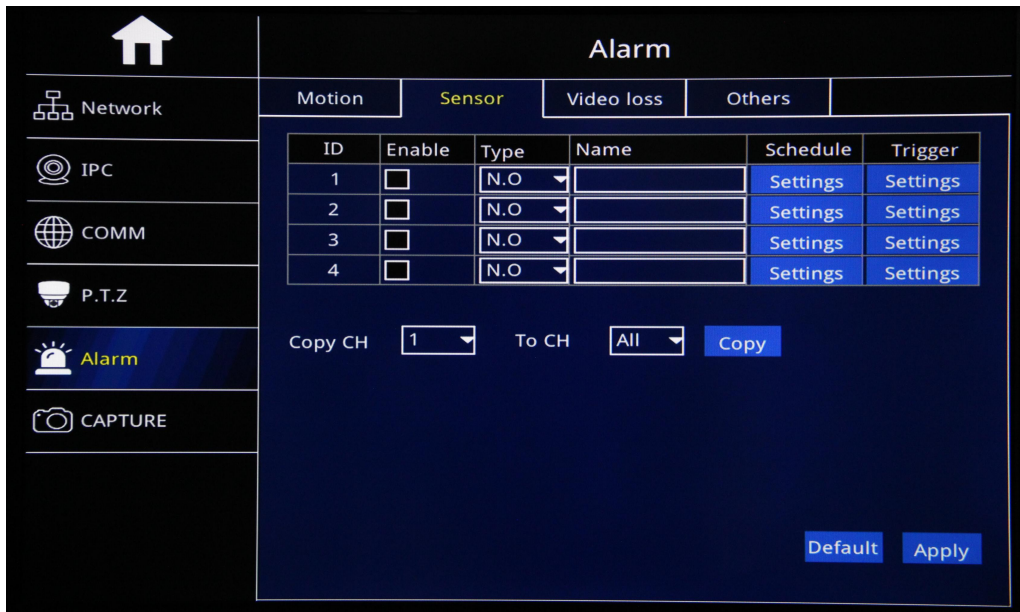 Alarm
Network
IPC
COMM
P.T.Z
Alarm
CAPTURE
Motion Sensor Video loss Others
ID Enable Type Name Schedule Trigger
1 N.O Settings Settings
2 N.O Settings Settings
3 N.O Settings Settings
4 N.O Settings Settings
Copy CH 1 To CH All Copy
Default Apply